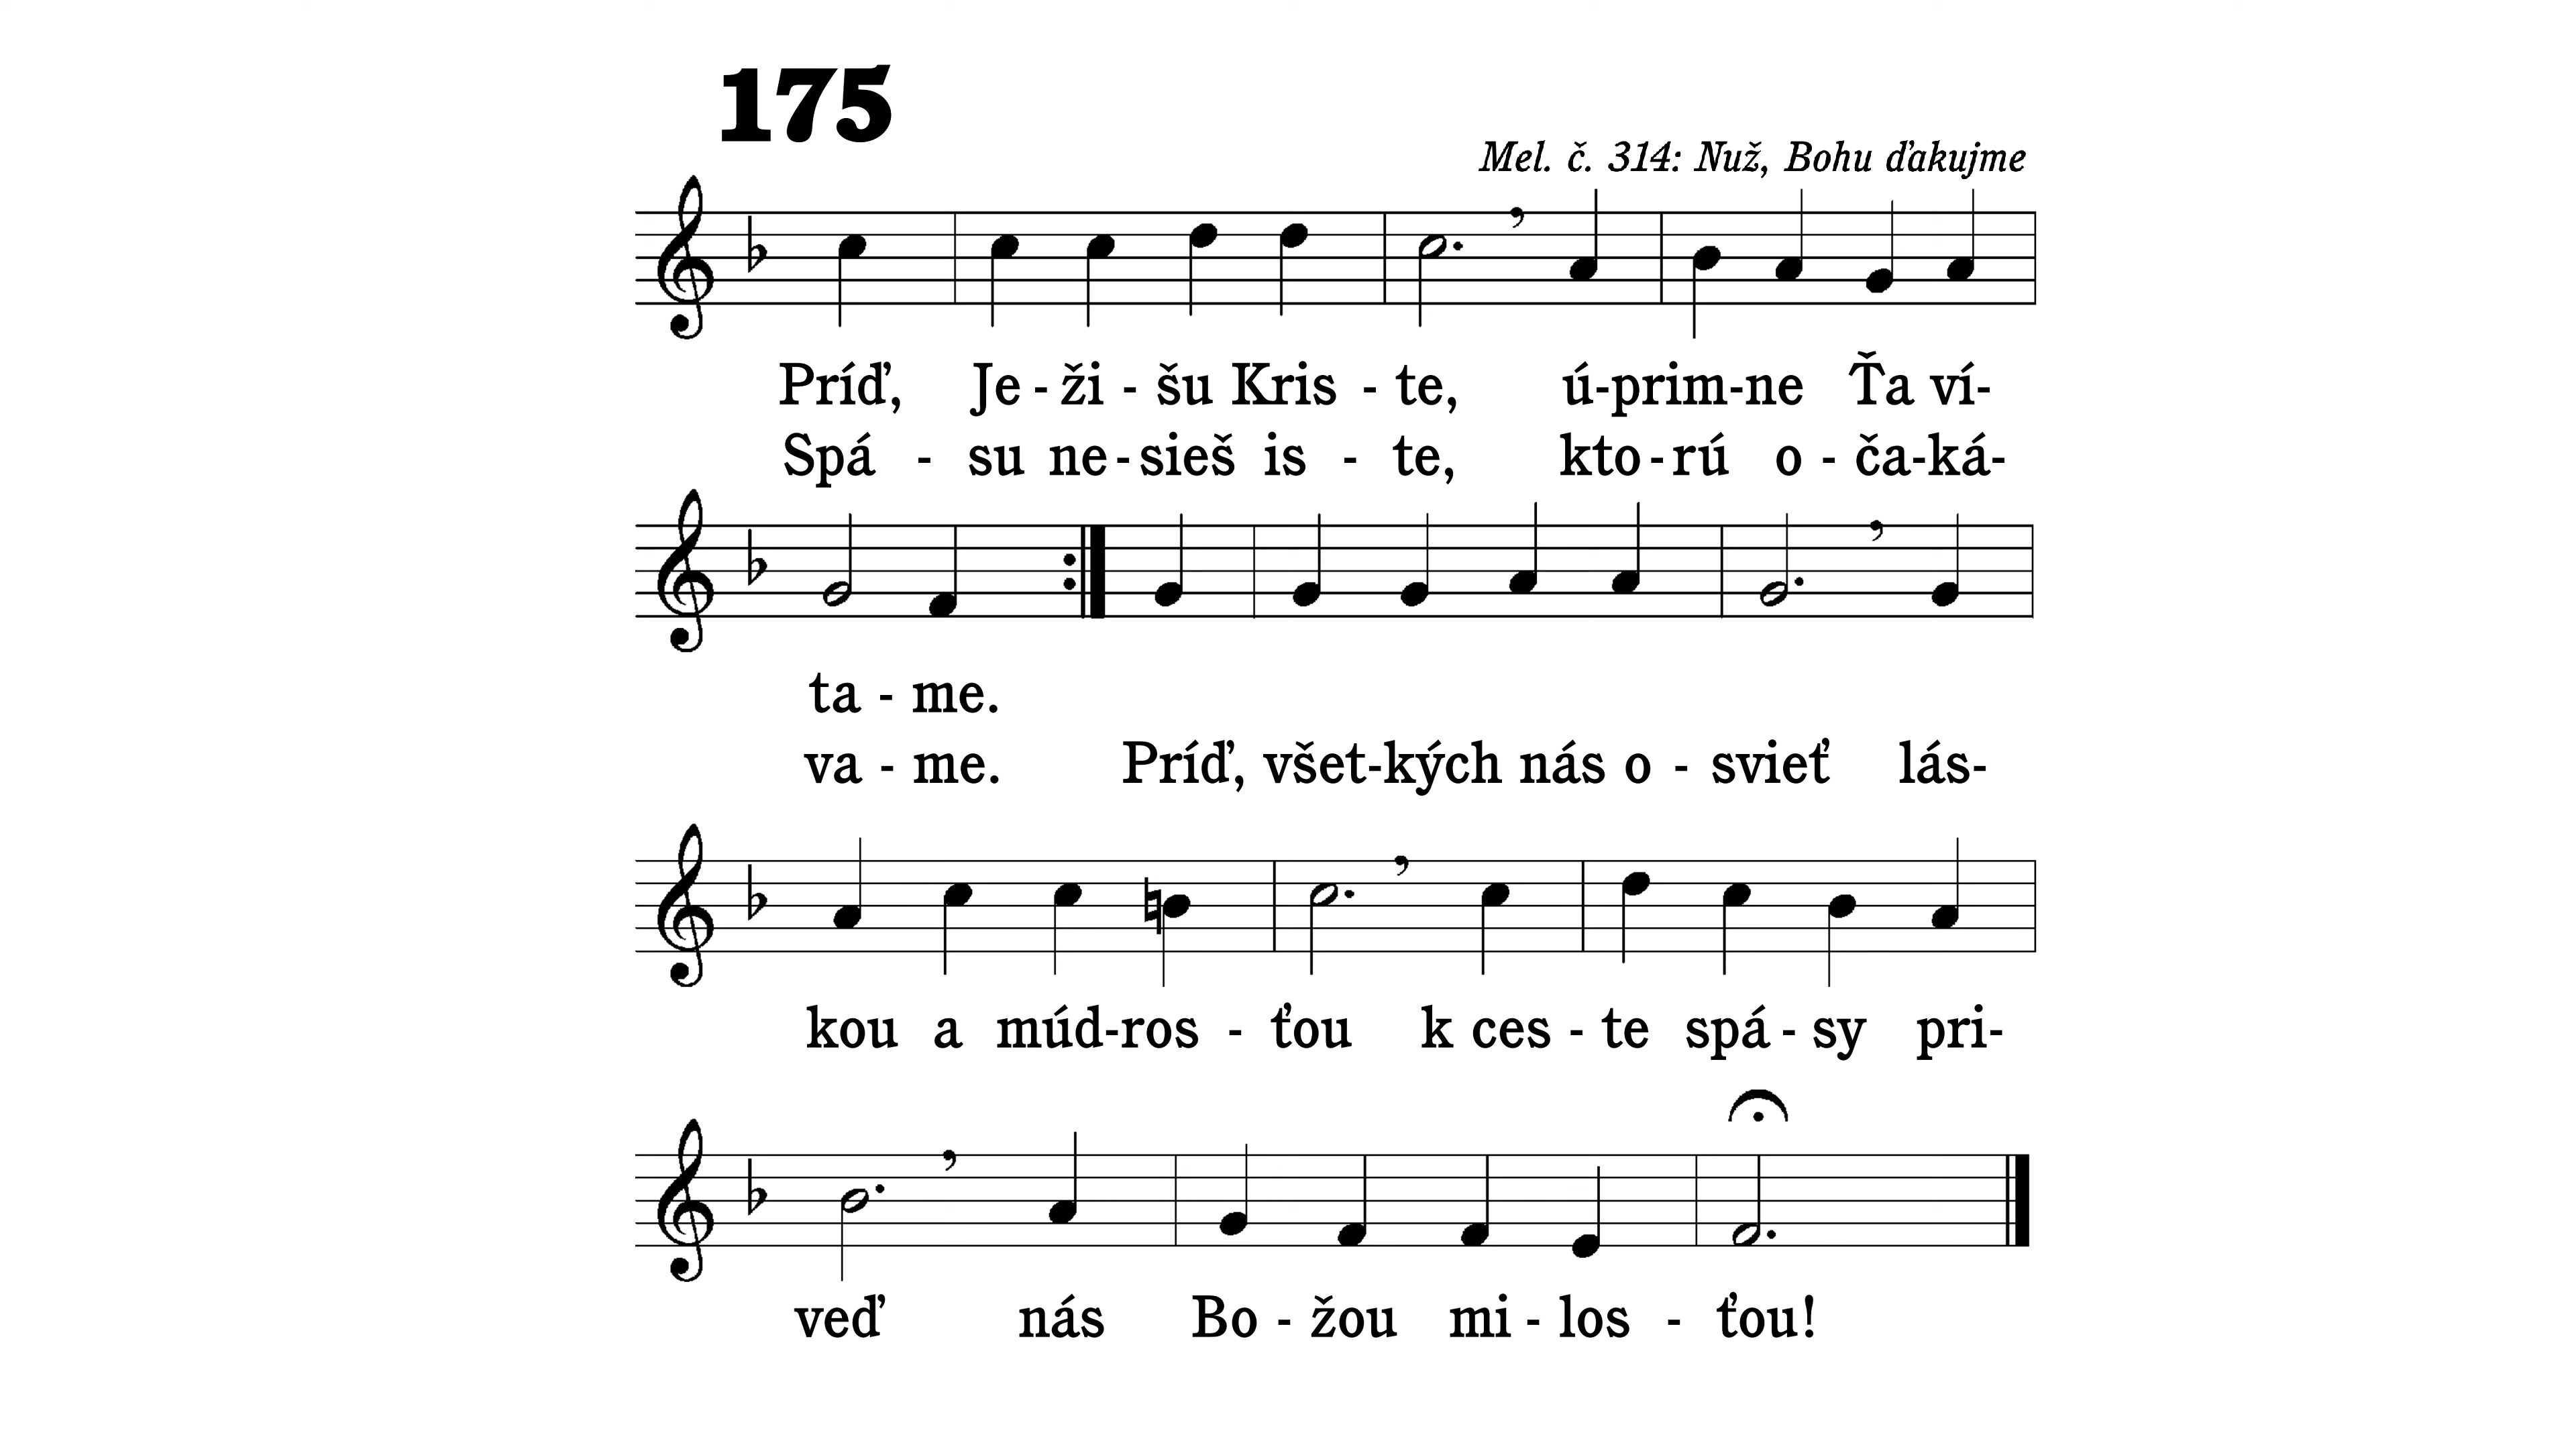 175
Mel. č. 314: Nuž, Bohu ďakujme
Príď, Je - ži - šu Kris - te, ú-prim-ne Ťa ví-
Spá - su ne-sieš is - te, kto-rú o - ča-ká-
ta - me.
va - me. Príď, všet-kých nás o - svieť lás-
kou a múd-ros - ťou k ces - te spá - sy pri-
veď nás Bo - žou mi - los - ťou!